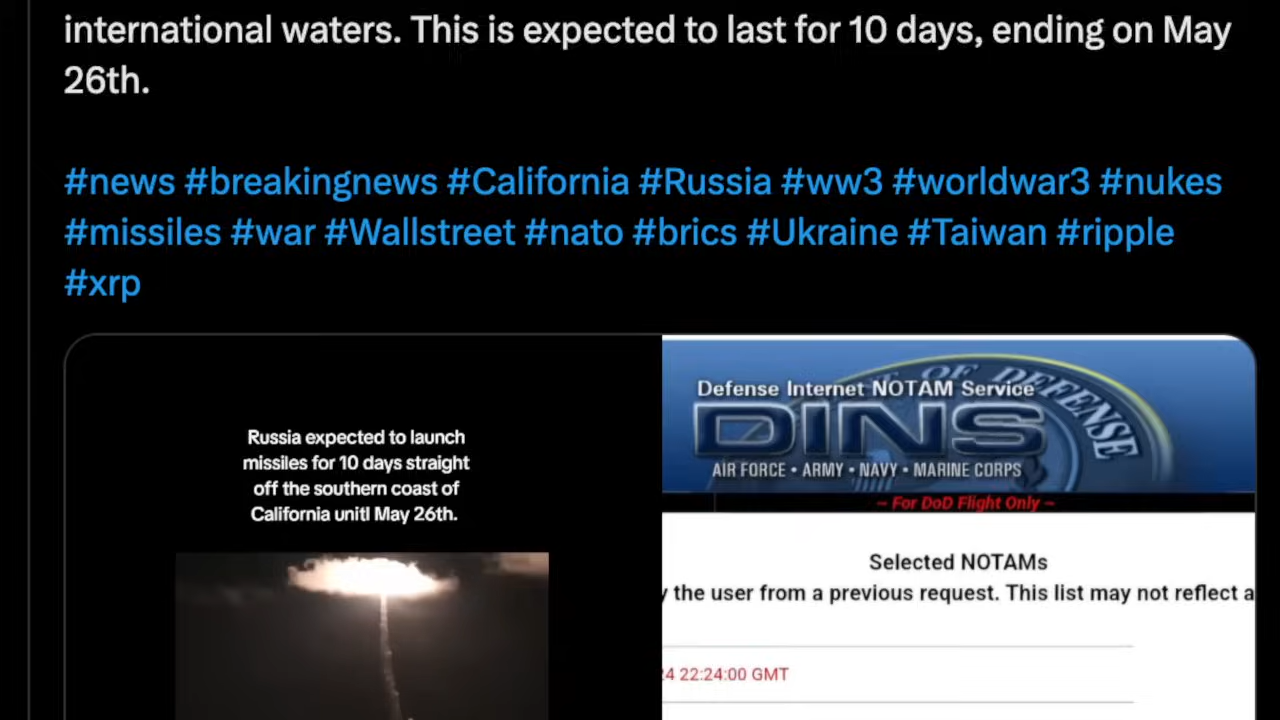 international waters. This is expected to last for 10 days, ending on May
26th.
#news #breakingnews #California #Russia #ww3 #worldwar3 #nukes
#missiles #war #Wallstreet #nato #brics #Ukraine #Taiwan #ripple
#xrp
Russia expected to launch
missiles for 10 days straight
off the southern coast of
California unitl May 26th.
OF DEFENSE
Defense Internet NOTAM Service
DINS
AIR FORCE • ARMY • NAVY • MARINE CORPS
-- For DoD Flight Only --
Selected NOTAMs
the user from a previous request. This list may not reflect a
22:24:00 GMT